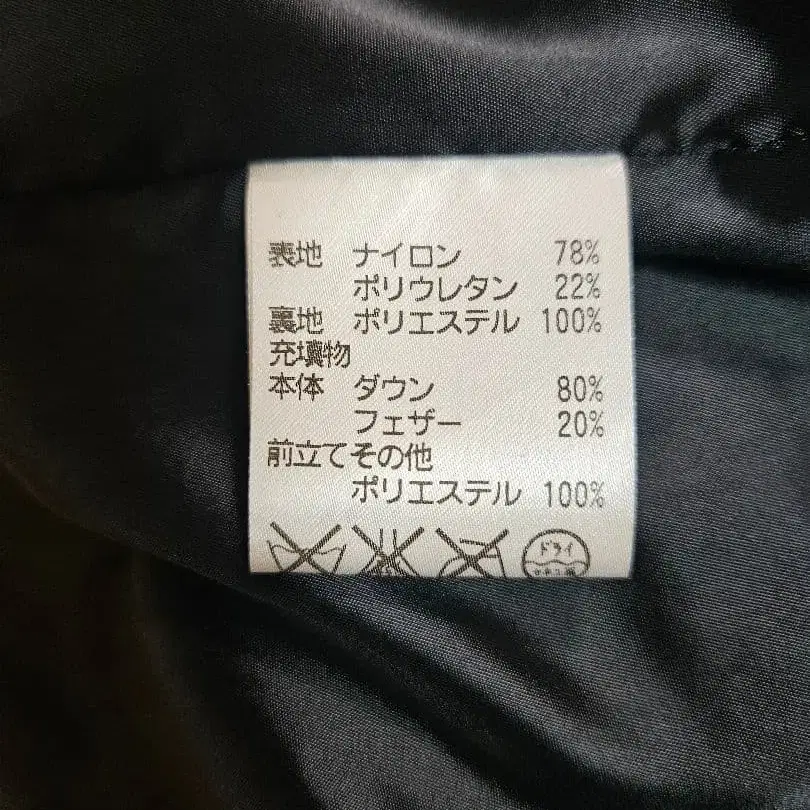 表地 ナイロン 78%
ポリウレタン 22%
裏地 ポリエステル 100%
充填物
本体 ダウン 80%
フェザー 20%
前立てその他
ポリエステル 100%
ドライ